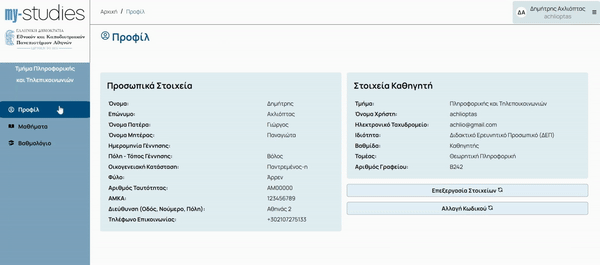 my-studies
ΕΛΛΗΝΙΚΗ ΔΗΜΟΚΡΑΤΙΑ
Εθνικόν και Καποδιστριακόν
Πανεπιστήμιον Αθηνών
Τμήμα Πληροφορικής
και Τηλεπικοινωνιών
Προφίλ
Μαθήματα
Βαθμολόγιο
Αρχική / Προφίλ
ΔΑ Δημήτρης Αχλιόπτας
achlioptas
Προφίλ
Προσωπικά Στοιχεία
Όνομα: Δημήτρης
Επώνυμο: Αχλιόπτας
Όνομα Πατέρα: Γιώργος
Όνομα Μητέρας: Παναγιώτα
Ημερομηνία Γέννησης:
Πόλη - Τόπος Γέννησης: Βόλος
Οικογενειακή Κατάσταση: Παντρεμένος-η
Φύλο: Άρρεν
Αριθμός Ταυτότητας: AM00000
ΑΜΚΑ: 123456789
Διεύθυνση (Οδός, Νούμερο, Πόλη): Αθηνάς 2
Τηλέφωνο Επικοινωνίας: +302107275133
Στοιχεία Καθηγητή
Τμήμα: Πληροφορικής και Τηλεπικοινωνιών
Όνομα Χρήστη: achlioptas
Ηλεκτρονικό Ταχυδρομείο: achlio@gmail.com
Ιδιότητα: Διδακτικό Ερευνητικό Προσωπικό (ΔΕΠ)
Βαθμίδα: Καθηγητής
Τομέας: Θεωρητική Πληροφορική
Αριθμός Γραφείου: B242
Επεξεργασία Στοιχείων
Αλλαγή Κωδικού